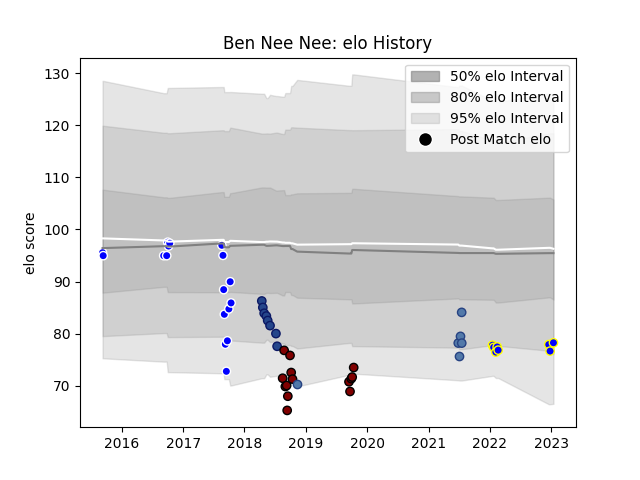 Ben Nee Nee: elo History
50% elo Interval
80% elo Interval
95% elo Interval
Post Match elo
elo score
130
120
110
100
90
80
70
2016 2017 2018 2019 2020 2021 2022 2023